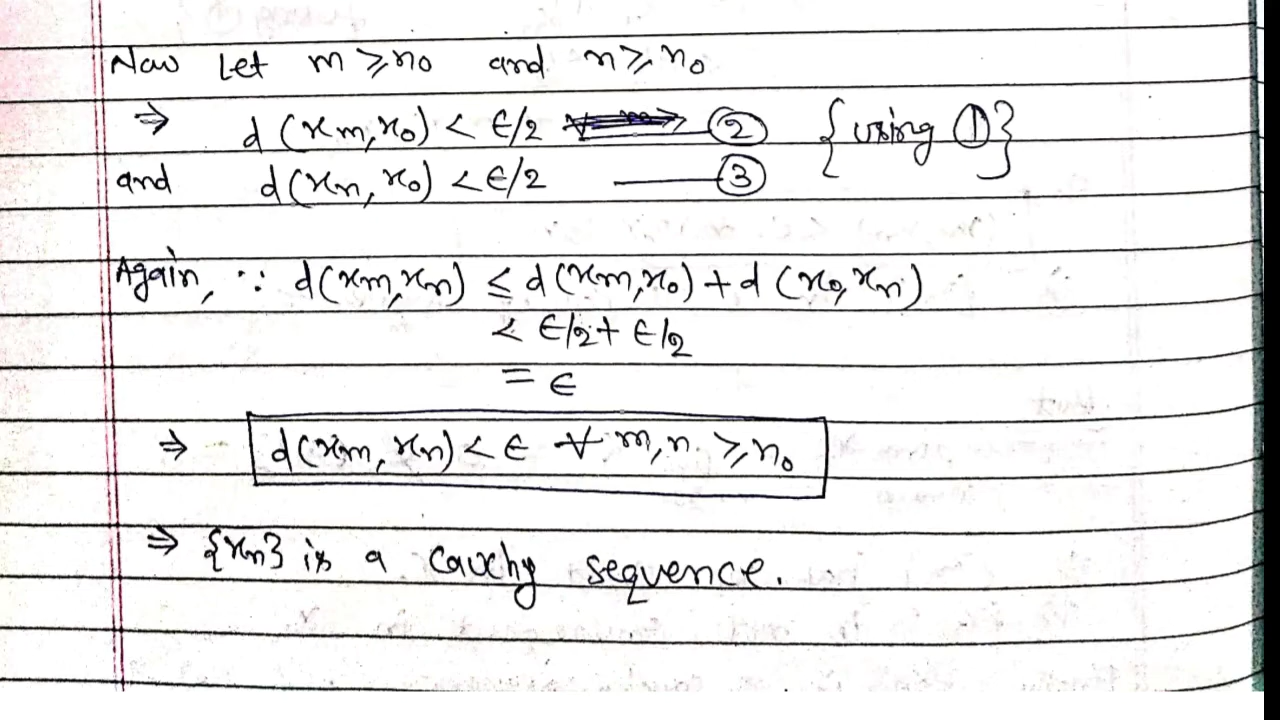 Now Let m ≥ n₀ and n ≥ n₀
⇒ d(xm, x₀) < ϵ/2 ——— ② {using ①}
and d(xn, x₀) < ϵ/2 ——— ③
Again, ∵ d(xm, xn) ≤ d(xm, x₀) + d(x₀, xn)
< ϵ/2 + ϵ/2
= ϵ
⇒ d(xm, xn) < ϵ ∀ m, n ≥ n₀
⇒ {xn} is a cauchy sequence.